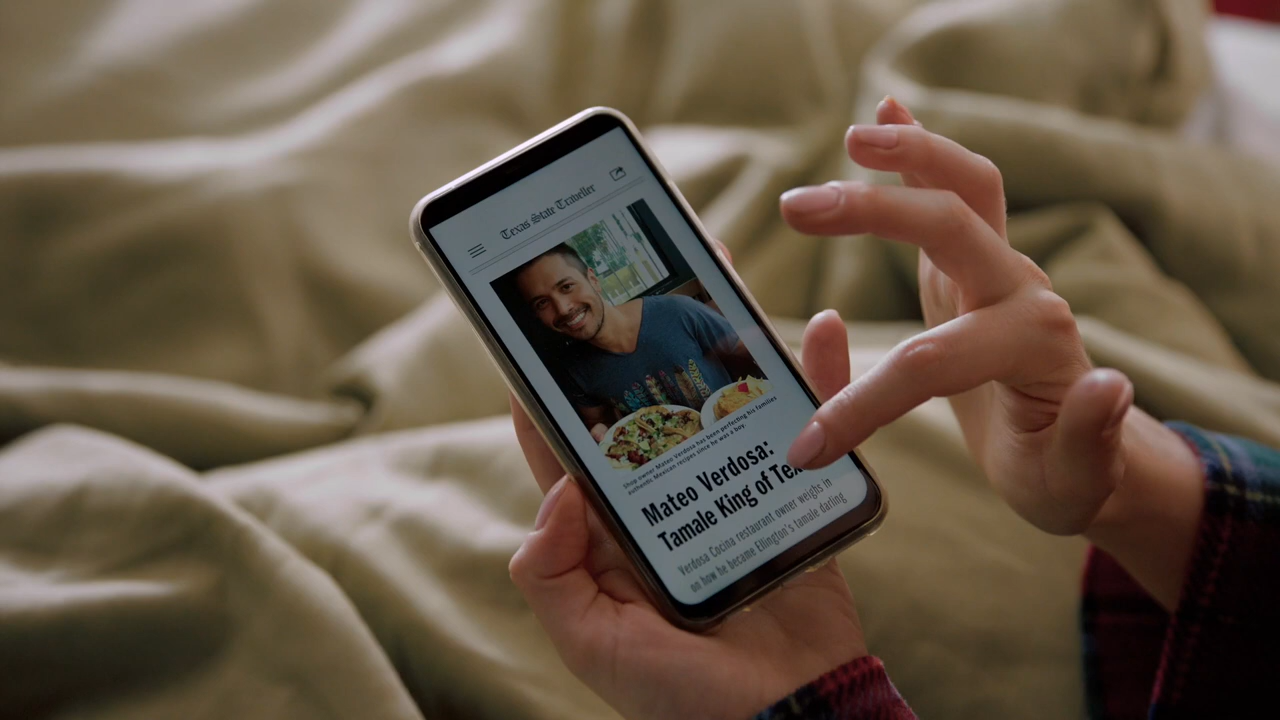 Texas State Traveller
Shop owner Mateo Verdosa has been perfecting his families
authentic Mexican recipes since he was a boy.
Mateo Verdosa:
Tamale King of
Verdosa Cocina restaurant owner weighs in
on how he became Ellington's tamale darling